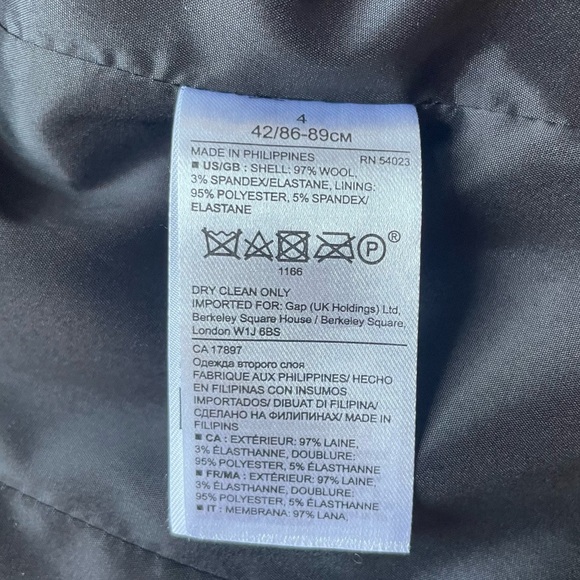 4
42/86-89CM
MADE IN PHILIPPINES RN 54023
■ US/GB : SHELL: 97% WOOL,
3% SPANDEX/ELASTANE, LINING:
95% POLYESTER, 5% SPANDEX/
ELASTANE
P ®
1166
DRY CLEAN ONLY
IMPORTED FOR: Gap (UK Holdings) Ltd,
Berkeley Square House / Berkeley Square,
London W1J 6BS
CA 17897
Одежда второго слоя
FABRIQUE AUX PHILIPPINES/ HECHO
EN FILIPINAS CON INSUMOS
IMPORTADOS/ DIBUAT DI FILIPINA/
СДЕЛАНО НА ФИЛИПИНАХ/ MADE IN
FILIPINS
■ CA : EXTÉRIEUR: 97% LAINE,
3% ÉLASTHANNE, DOUBLURE:
95% POLYESTER, 5% ÉLASTHANNE
■ FR/MA : EXTÉRIEUR: 97% LAINE,
3% ÉLASTHANNE, DOUBLURE:
95% POLYESTER, 5% ÉLASTHANNE
■ IT : MEMBRANA: 97% LANA,